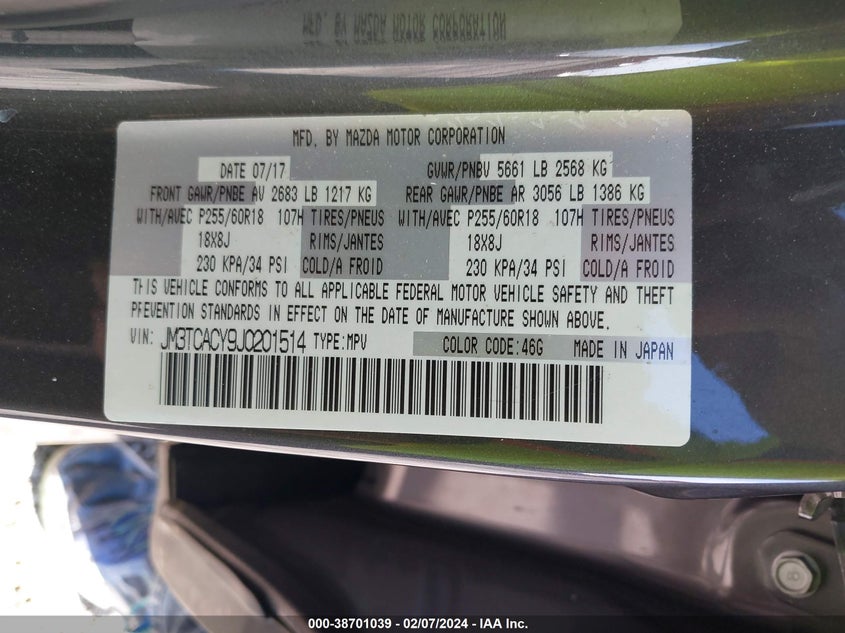 MFD. BY MAZDA MOTOR CORPORATION
DATE 07/17 GVWR/PNBV 5661 LB 2568 KG
FRONT GAWR/PNBE AV 2683 LB 1217 KG REAR GAWR/PNBE AR 3056 LB 1386 KG
WITH/AVEC P255/60R18 107H TIRES/PNEUS WITH/AVEC P255/60R18 107H TIRES/PNEUS
18X8J RIMS/JANTES 18X8J RIMS/JANTES
230 KPA/34 PSI COLD/A FROID 230 KPA/34 PSI COLD/A FROID
THIS VEHICLE CONFORMS TO ALL APPLICABLE FEDERAL MOTOR VEHICLE SAFETY AND THEFT
PREVENTION STANDARDS IN EFFECT ON THE DATE OF MANUFACTURE SHOWN ABOVE.
VIN: JM3TCACY9J0201514 TYPE:MPV COLOR CODE:46G MADE IN JAPAN
000-38701039 - 02/07/2024 - IAA Inc.